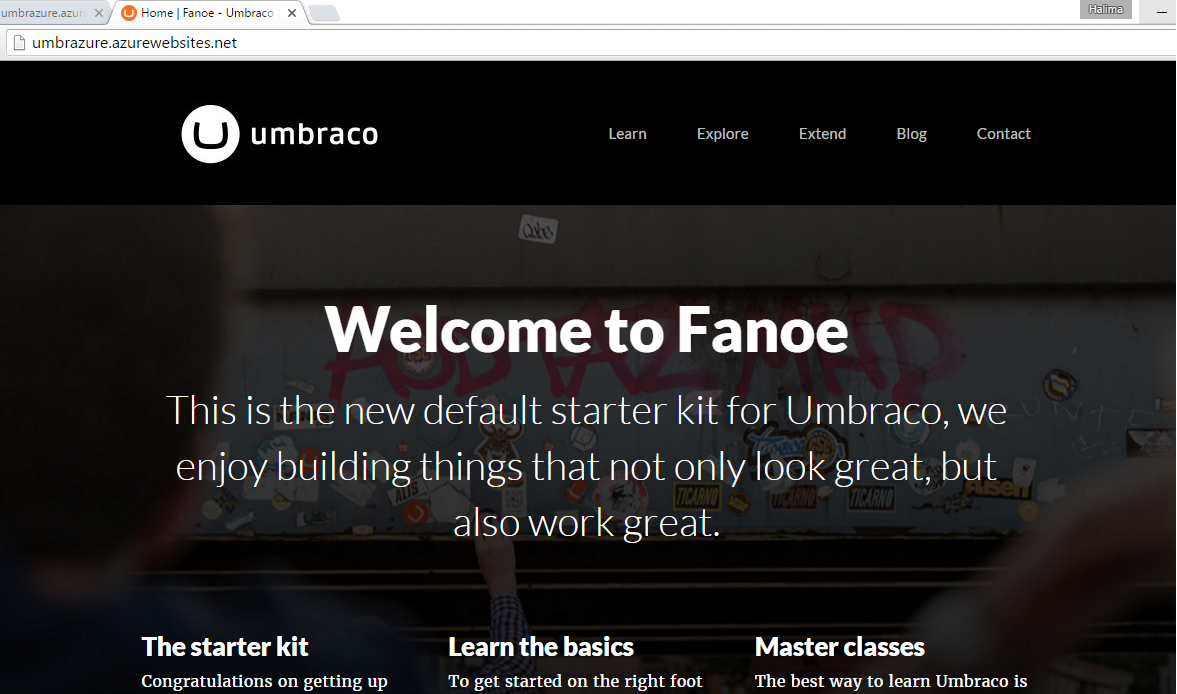 umbrazure.azur
Home | Fanoe - Umbraco
Halima
umbrazure.azurewebsites.net
umbraco
Learn
Explore
Extend
Blog
Contact
Welcome to Fanoe
This is the new default starter kit for Umbraco, we
enjoy building things that not only look great, but
also work great.
TICARNO
TICARNO
TICARNO
The starter kit
Learn the basics
Master classes
Congratulations on getting up
To get started on the right foot
The best way to learn Umbraco is